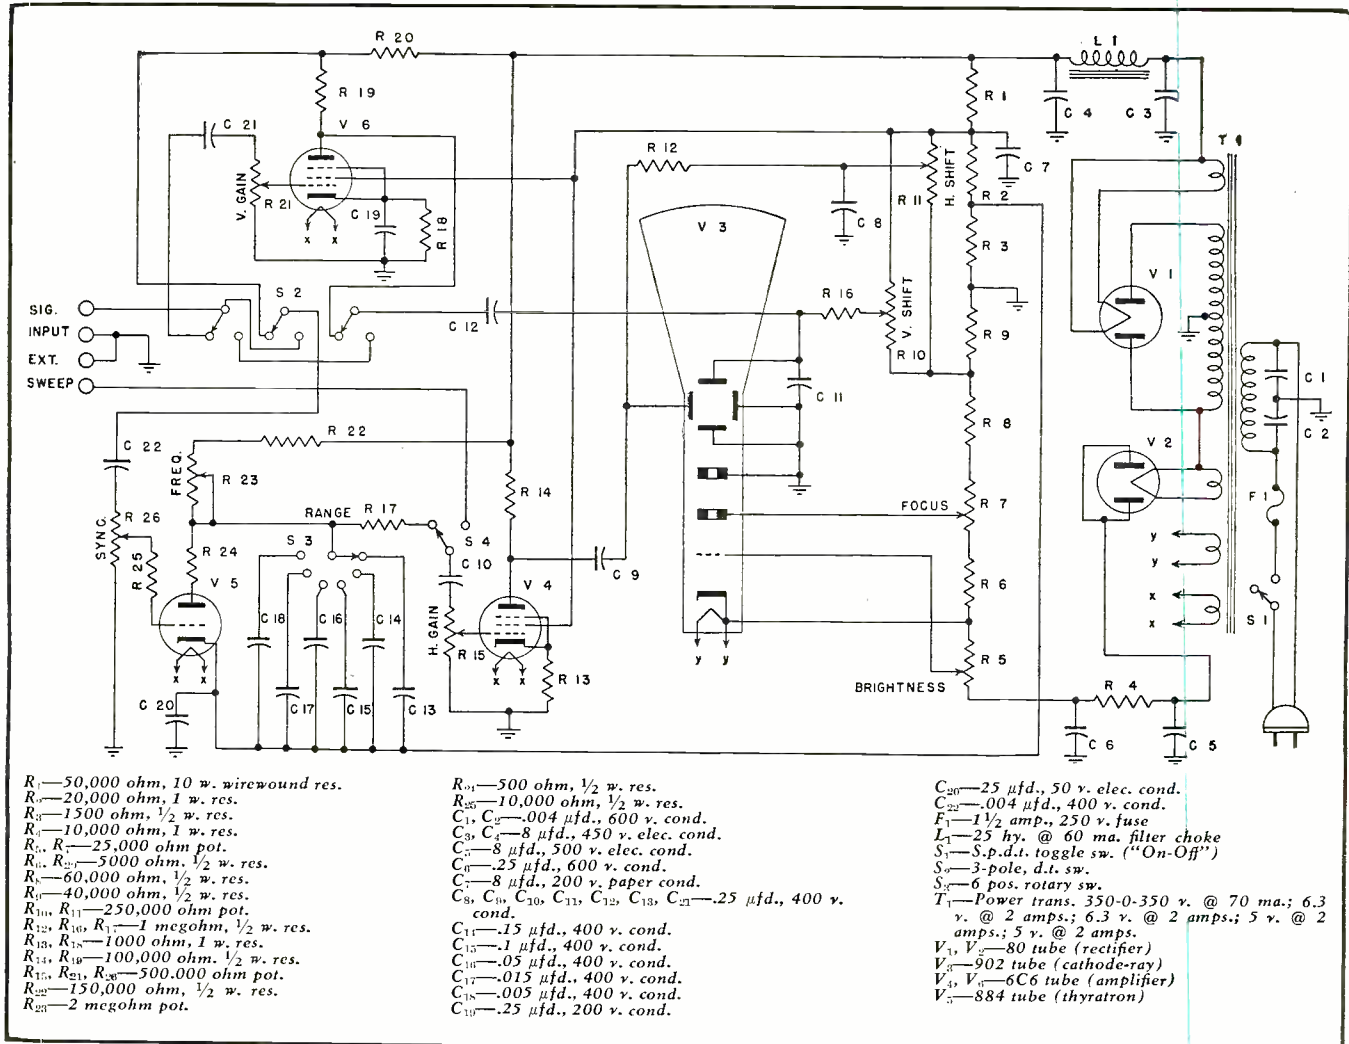 R 20
L 1
R 19
R 1
C 4
C 3
C 21
V 6
T 1
R 12
C 7
H. SHIFT
V. GAIN
R 21
C 19
R 18
R 11
R 2
C 8
V 3
R 3
x x
V 1
S 2
R 16
V. SHIFT
SIG.
INPUT
EXT.
SWEEP
C 12
R 9
R 10
C 11
C 1
C 2
R 22
R 8
V 2
C 22
FREQ.
R 23
R 14
F 1
RANGE
R 17
FOCUS
R 7
SYNC.
R 26
S 3
S 4
y
y
R 25
R 24
C 10
C 9
R 6
V 5
V 4
x
x
S 1
C 18
C 16
C 14
H. GAIN
R 15
R 5
x x
x x
y y
R 13
BRIGHTNESS
R 4
C 20
C 17
C 15
C 13
C 6
C 5
R₁—50,000 ohm, 10 w. wirewound res.
R₂—20,000 ohm, 1 w. res.
R₃—1500 ohm, ½ w. res.
R₄—10,000 ohm, 1 w. res.
R₅, R₇—25,000 ohm pot.
R₆, R₂₅—5000 ohm, ½ w. res.
R₈—60,000 ohm, ½ w. res.
R₉—40,000 ohm, ½ w. res.
R₁₀, R₁₁—250,000 ohm pot.
R₁₂, R₁₆, R₁₇—1 megohm, ½ w. res.
R₁₃, R₁₈—1000 ohm, 1 w. res.
R₁₄, R₁₉—100,000 ohm. ½ w. res.
R₁₅, R₂₁, R₂₆—500.000 ohm pot.
R₂₂—150,000 ohm, ½ w. res.
R₂₃—2 megohm pot.
R₂₄—500 ohm, ½ w. res.
R₂₅—10,000 ohm, ½ w. res.
C₁, C₂—.004 µfd., 600 v. cond.
C₃, C₄—8 µfd., 450 v. elec. cond.
C₅—8 µfd., 500 v. elec. cond.
C₆—.25 µfd., 600 v. cond.
C₇—8 µfd., 200 v. paper cond.
C₈, C₉, C₁₀, C₁₁, C₁₂, C₁₃, C₂₁—.25 µfd., 400 v.
cond.
C₁₄—.15 µfd., 400 v. cond.
C₁₅—.1 µfd., 400 v. cond.
C₁₆—.05 µfd., 400 v. cond.
C₁₇—.015 µfd., 400 v. cond.
C₁₈—.005 µfd., 400 v. cond.
C₁₉—.25 µfd., 200 v. cond.
C₂₀—25 µfd., 50 v. elec. cond.
C₂₂—.004 µfd., 400 v. cond.
F₁—1½ amp., 250 v. fuse
L₁—25 hy. @ 60 ma. filter choke
S₁—S.p.d.t. toggle sw. ("On-Off")
S₂—3-pole, d.t. sw.
S₃—6 pos. rotary sw.
T₁—Power trans. 350-0-350 v. @ 70 ma.; 6.3
v. @ 2 amps.; 6.3 v. @ 2 amps.; 5 v. @ 2
amps.; 5 v. @ 2 amps.
V₁, V₂—80 tube (rectifier)
V₃—902 tube (cathode-ray)
V₄, V₆—6C6 tube (amplifier)
V₅—884 tube (thyratron)